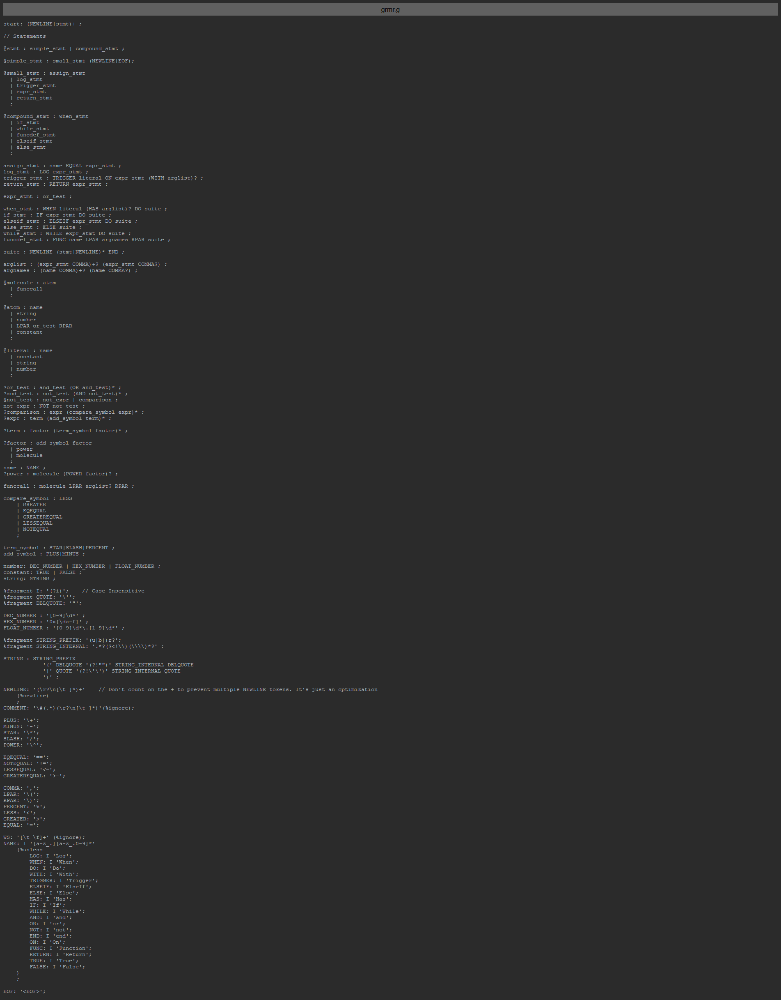 grmr.g
start: (NEWLINE|stmt)+ ;
// Statements
@stmt : simple_stmt | compound_stmt ;
@simple_stmt : small_stmt (NEWLINE|EOF);
@small_stmt : assign_stmt
| log_stmt
| trigger_stmt
| expr_stmt
| return_stmt
;
@compound_stmt : when_stmt
| if_stmt
| while_stmt
| funcdef_stmt
| elseif_stmt
| else_stmt
;
assign_stmt : name EQUAL expr_stmt ;
log_stmt : LOG expr_stmt ;
trigger_stmt : TRIGGER literal ON expr_stmt (WITH arglist)? ;
return_stmt : RETURN expr_stmt ;
expr_stmt : or_test ;
when_stmt : WHEN literal (HAS arglist)? DO suite ;
if_stmt : IF expr_stmt DO suite ;
elseif_stmt : ELSEIF expr_stmt DO suite ;
else_stmt : ELSE suite ;
while_stmt : WHILE expr_stmt DO suite ;
funcdef_stmt : FUNC name LPAR argnames RPAR suite ;
suite : NEWLINE (stmt|NEWLINE)* END ;
arglist : (expr_stmt COMMA)+? (expr_stmt COMMA?) ;
argnames : (name COMMA)+? (name COMMA?) ;
@molecule : atom
| funccall
;
@atom : name
| string
| number
| LPAR or_test RPAR
| constant
;
@literal : name
| constant
| string
| number
;
?or_test : and_test (OR and_test)* ;
?and_test : not_test (AND not_test)* ;
@not_test : not_expr | comparison ;
not_expr : NOT not_test ;
?comparison : expr (compare_symbol expr)* ;
?expr : term (add_symbol term)* ;
?term : factor (term_symbol factor)* ;
?factor : add_symbol factor
| power
| molecule
;
name : NAME ;
?power : molecule (POWER factor)? ;
funccall : molecule LPAR arglist? RPAR ;
compare_symbol : LESS
| GREATER
| EQEQUAL
| GREATEREQUAL
| LESSEQUAL
| NOTEQUAL
;
term_symbol : STAR|SLASH|PERCENT ;
add_symbol : PLUS|MINUS ;
number: DEC_NUMBER | HEX_NUMBER | FLOAT_NUMBER ;
constant: TRUE | FALSE ;
string: STRING ;
%fragment I: '(?i)';    // Case Insensitive
%fragment QUOTE: '\'';
%fragment DBLQUOTE: '"';
DEC_NUMBER : '[0-9]\d*' ;
HEX_NUMBER : '0x[\da-f]' ;
FLOAT_NUMBER : '[0-9]\d*\.[1-9]\d*' ;
%fragment STRING_PREFIX: '(u|b|)r?';
%fragment STRING_INTERNAL: '.*?(?<!\\)(\\\\)*?' ;
STRING : STRING_PREFIX
'(' DBLQUOTE '(?!"")' STRING_INTERNAL DBLQUOTE
'|' QUOTE '(?!\'\')' STRING_INTERNAL QUOTE
')' ;
NEWLINE: '(\r?\n[\t ]*)+'    // Don't count on the + to prevent multiple NEWLINE tokens. It's just an optimization
(%newline)
;
COMMENT: '\#(.*)(\r?\n[\t ]*)'(%ignore);
PLUS: '\+';
MINUS: '-';
STAR: '\*';
SLASH: '/';
POWER: '\^';
EQEQUAL: '==';
NOTEQUAL: '!=';
LESSEQUAL: '<=';
GREATEREQUAL: '>=';
COMMA: ',';
LPAR: '\(';
RPAR: '\)';
PERCENT: '%';
LESS: '<';
GREATER: '>';
EQUAL: '=';
WS: '[\t \f]+' (%ignore);
NAME: I '[a-z_.][a-z_.0-9]*'
(%unless
LOG: I 'Log';
WHEN: I 'When';
DO: I 'Do';
WITH: I 'With';
TRIGGER: I 'Trigger';
ELSEIF: I 'ElseIf';
ELSE: I 'Else';
HAS: I 'Has';
IF: I 'If';
WHILE: I 'While';
AND: I 'and';
OR: I 'or';
NOT: I 'not';
END: I 'end';
ON: I 'On';
FUNC: I 'Function';
RETURN: I 'Return';
TRUE: I 'True';
FALSE: I 'False';
)
;
EOF: '<EOF>';